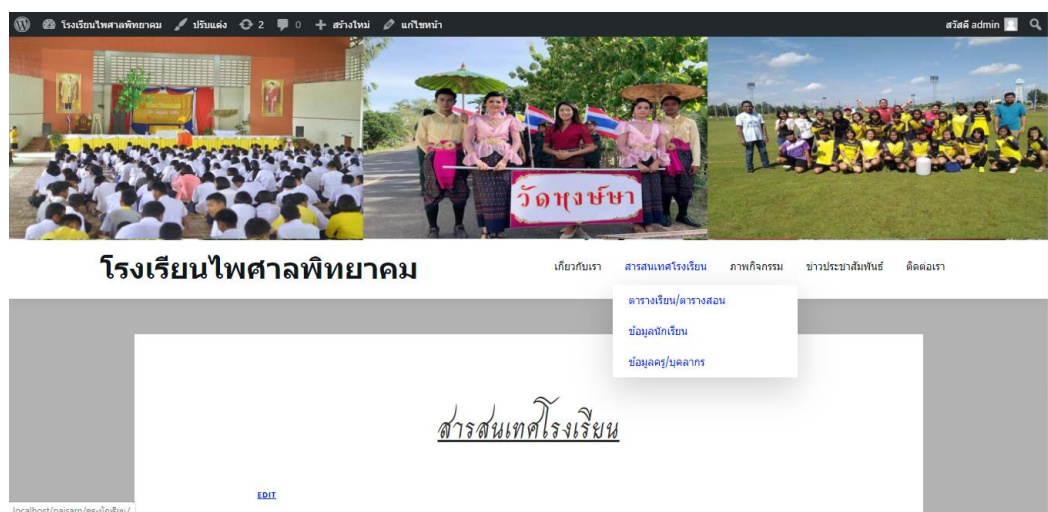 โรงเรียนไพศาลพิทยาคม ปรับแต่ง 2 0 สร้างใหม่ แก้ไขหน้า สวัสดี admin
วัดหงษ์ษา
โรงเรียนไพศาลพิทยาคม
เกี่ยวกับเรา สารสนเทศโรงเรียน ภาพกิจกรรม ข่าวประชาสัมพันธ์ ติดต่อเรา
ตารางเรียน/ตารางสอน
ข้อมูลนักเรียน
ข้อมูลครู/บุคลากร
สารสนเทศโรงเรียน
EDIT